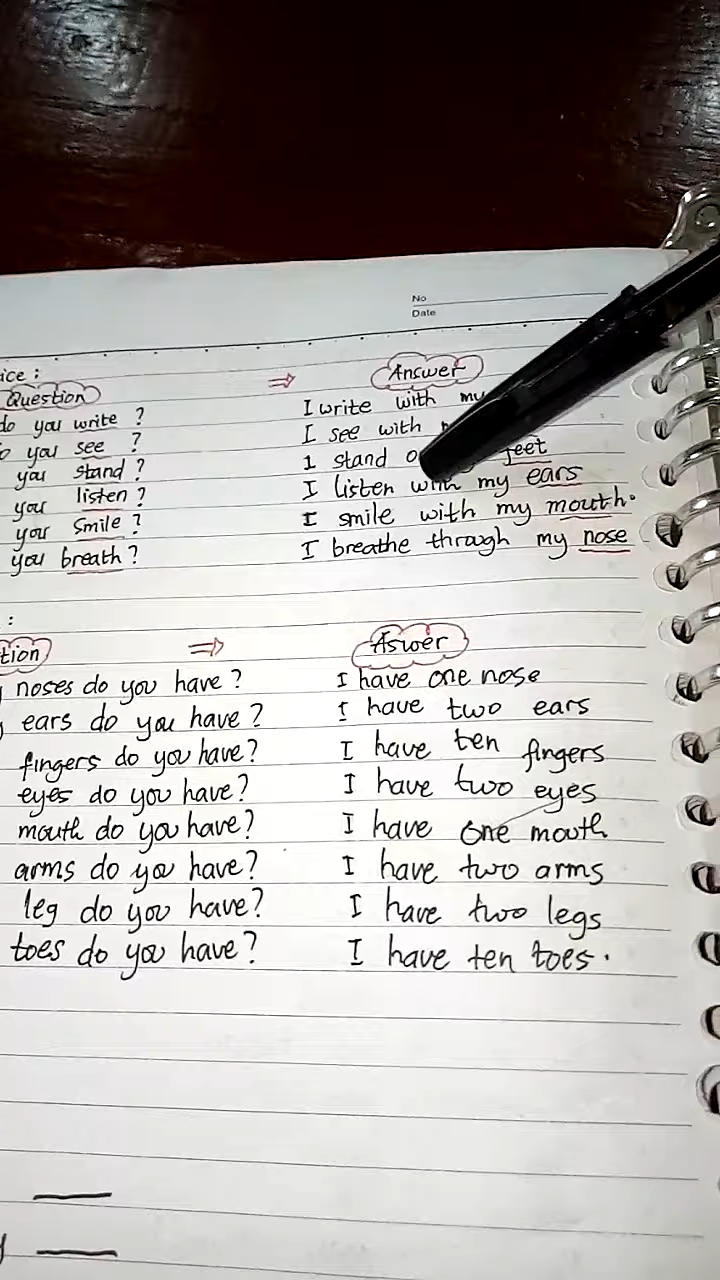 No
Date
ice :
Question ⇒ Answer
do you write ? I write with my
you see ? I see with
you stand ? I stand feet
you listen ? I listen with my ears
you smile ? I smile with my mouth.
you breath ? I breathe through my nose
:
tion ⇒ Aswer
noses do you have ? I have one nose
ears do you have ? I have two ears
fingers do you have? I have ten fingers
eyes do you have? I have two eyes
mouth do you have? I have one mouth
arms do you have? I have two arms
leg do you have? I have two legs
toes do you have? I have ten toes.